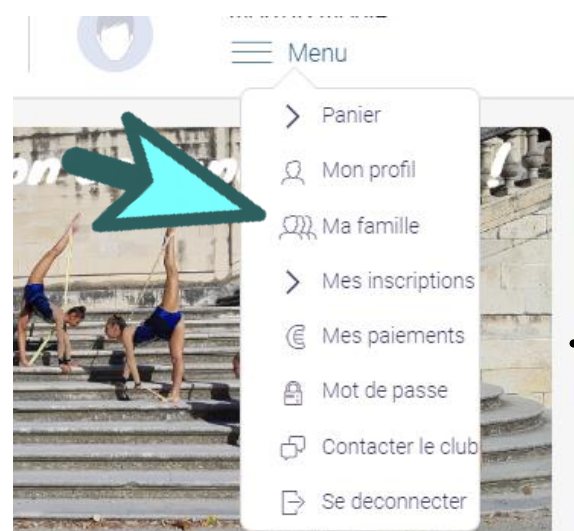 Menu
Panier
Mon profil
Ma famille
Mes inscriptions
Mes paiements
Mot de passe
Contacter le club
Se deconnecter